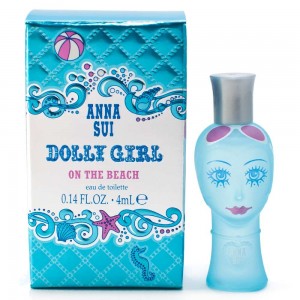 ANNA
SUI
DOLLY GIRL
ON THE BEACH
eau de toilette
0.14 FL.OZ. • 4mL℮